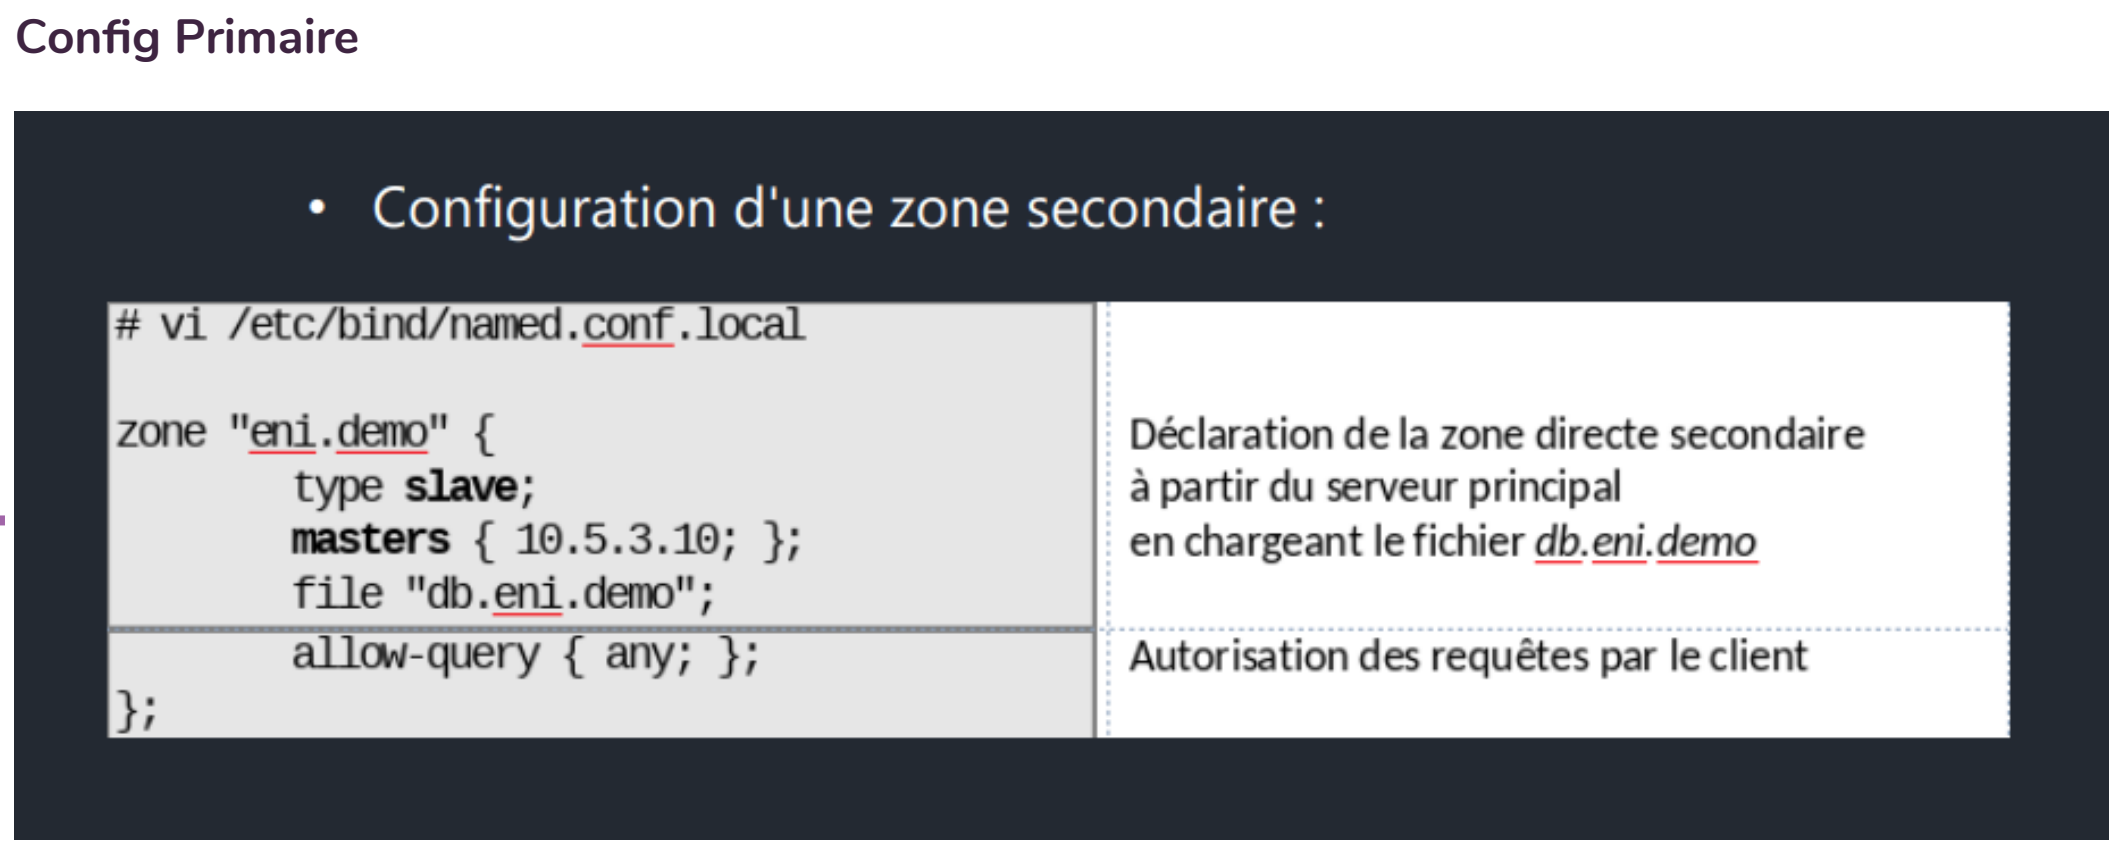 Config Primaire
• Configuration d'une zone secondaire :
# vi /etc/bind/named.conf.local
zone "eni.demo" {
type slave;
masters { 10.5.3.10; };
file "db.eni.demo";
Déclaration de la zone directe secondaire
à partir du serveur principal
en chargeant le fichier db.eni.demo
allow-query { any; };
};
Autorisation des requêtes par le client